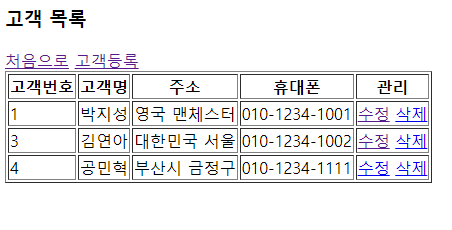 고객 목록
처음으로 고객등록
고객번호 고객명 주소 휴대폰 관리
1 박지성 영국 맨체스터 010-1234-1001 수정 삭제
3 김연아 대한민국 서울 010-1234-1002 수정 삭제
4 공민혁 부산시 금정구 010-1234-1111 수정 삭제